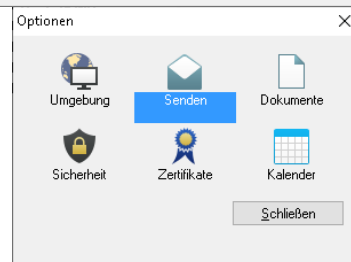 Optionen
Umgebung Senden Dokumente
Sicherheit Zertifikate Kalender
Schließen